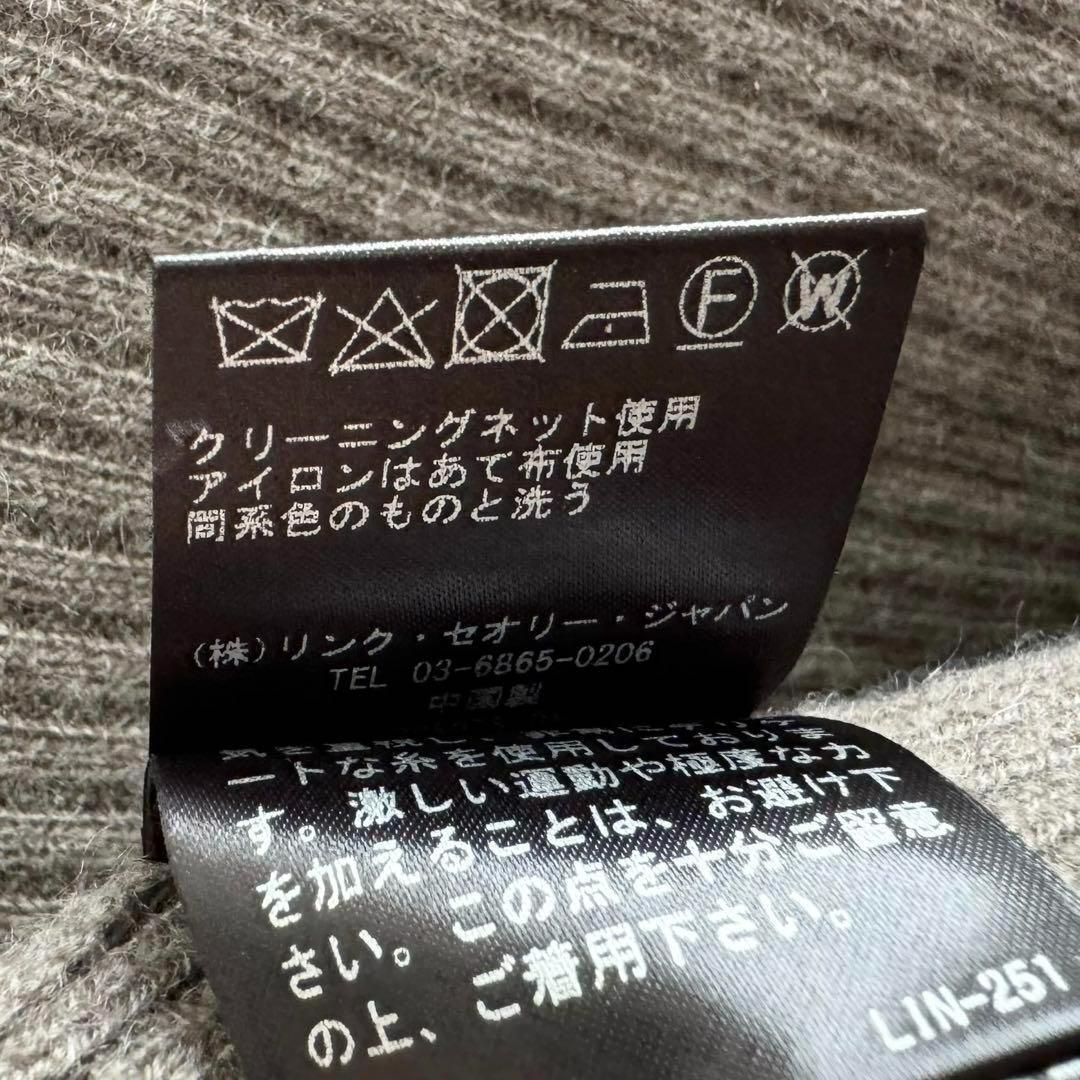 F W
クリーニングネット使用
アイロンはあて布使用
同系色のものと洗う
(株)リンク・セオリー・ジャパン
TEL 03-6865-0206
中国製
ートな糸を使用しておりま
す。激しい運動や極度な力
を加えることは、お避け下
さい。この点を十分ご留意
の上、ご着用下さい。
LIN-251